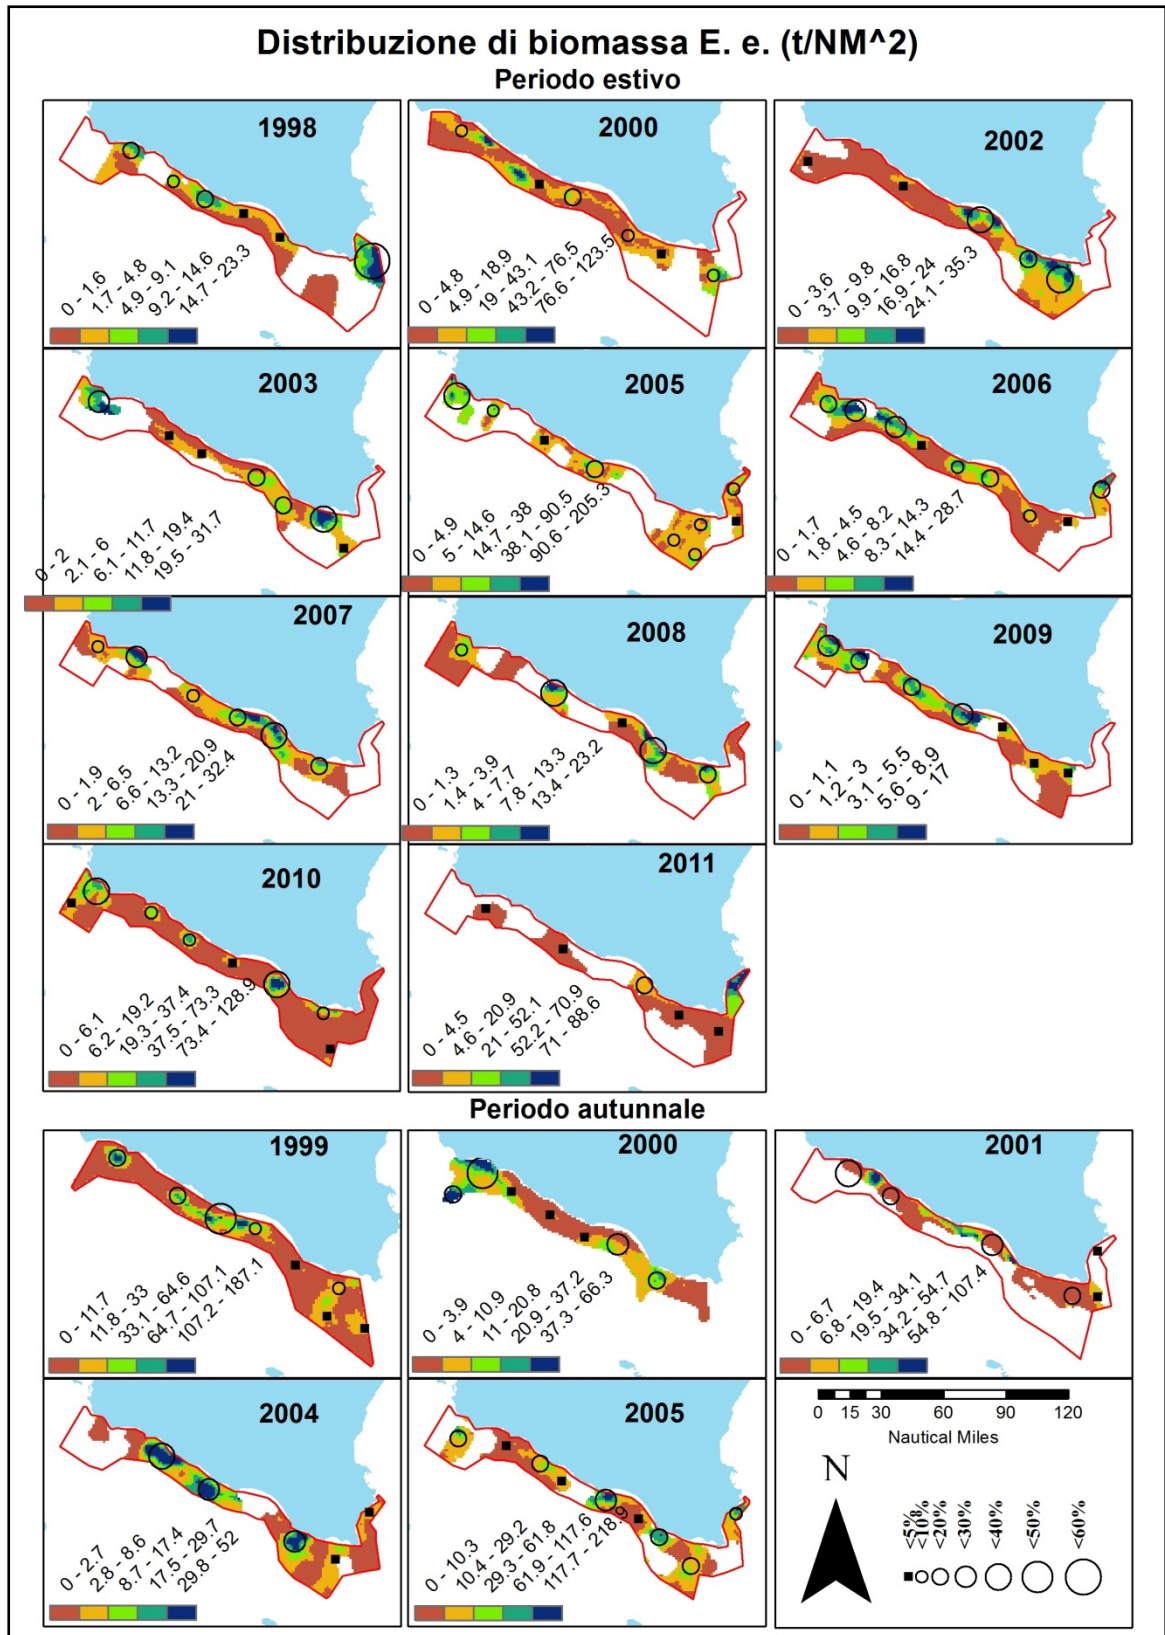 Distribuzione di biomassa E. e. (t/NM^2)
Periodo estivo
1998
0 - 1.6
1.7 - 4.8
4.9 - 9.1
9.2 - 14.6
14.7 - 23.3
2000
0 - 4.8
4.9 - 18.9
19 - 43.1
43.2 - 76.5
76.6 - 123.5
2002
0 - 3.6
3.7 - 9.8
9.9 - 16.8
16.9 - 24
24.1 - 35.3
2003
0 - 2
2.1 - 6
6.1 - 11.7
11.8 - 19.4
19.5 - 31.7
2005
0 - 4.9
5 - 14.6
14.7 - 38
38.1 - 90.5
90.6 - 205.3
2006
0 - 1.7
1.8 - 4.5
4.6 - 8.2
8.3 - 14.3
14.4 - 28.7
2007
0 - 1.9
2 - 6.5
6.6 - 13.2
13.3 - 20.9
21 - 32.4
2008
0 - 1.3
1.4 - 3.9
4 - 7.7
7.8 - 13.3
13.4 - 23.2
2009
0 - 1.1
1.2 - 3
3.1 - 5.5
5.6 - 8.9
9 - 17
2010
0 - 6.1
6.2 - 19.2
19.3 - 37.4
37.5 - 73.3
73.4 - 128.9
2011
0 - 4.5
4.6 - 20.9
21 - 52.1
52.2 - 70.9
71 - 88.6
Periodo autunnale
1999
0 - 11.7
11.8 - 33
33.1 - 64.6
64.7 - 107.1
107.2 - 187.1
2000
0 - 3.9
4 - 10.9
11 - 20.8
20.9 - 37.2
37.3 - 66.3
2001
0 - 6.7
6.8 - 19.4
19.5 - 34.1
34.2 - 54.7
54.8 - 107.4
2004
0 - 2.7
2.8 - 8.6
8.7 - 17.4
17.5 - 29.7
29.8 - 52
2005
0 - 10.3
10.4 - 29.2
29.3 - 61.8
61.9 - 117.6
117.7 - 218.9
0 15 30 60 90 120
Nautical Miles
N
<5%
<10%
<20%
<30%
<40%
<50%
<60%